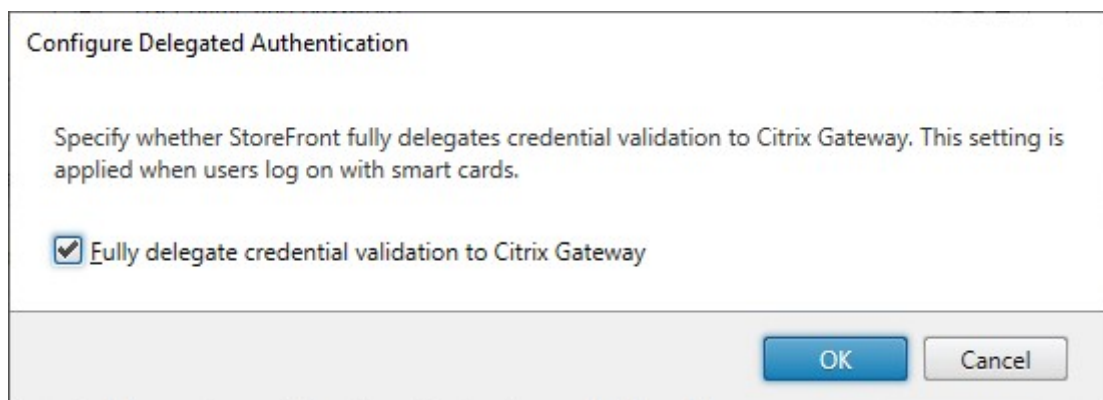 Configure Delegated Authentication
Specify whether StoreFront fully delegates credential validation to Citrix Gateway. This setting is
applied when users log on with smart cards.
Fully delegate credential validation to Citrix Gateway
OK
Cancel